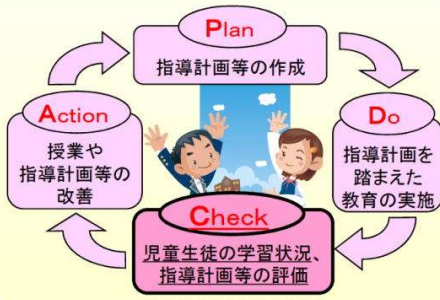 Plan
指導計画等の作成
Do
指導計画を
踏まえた
教育の実施
Check
児童生徒の学習状況、
指導計画等の評価
Action
授業や
指導計画等の
改善